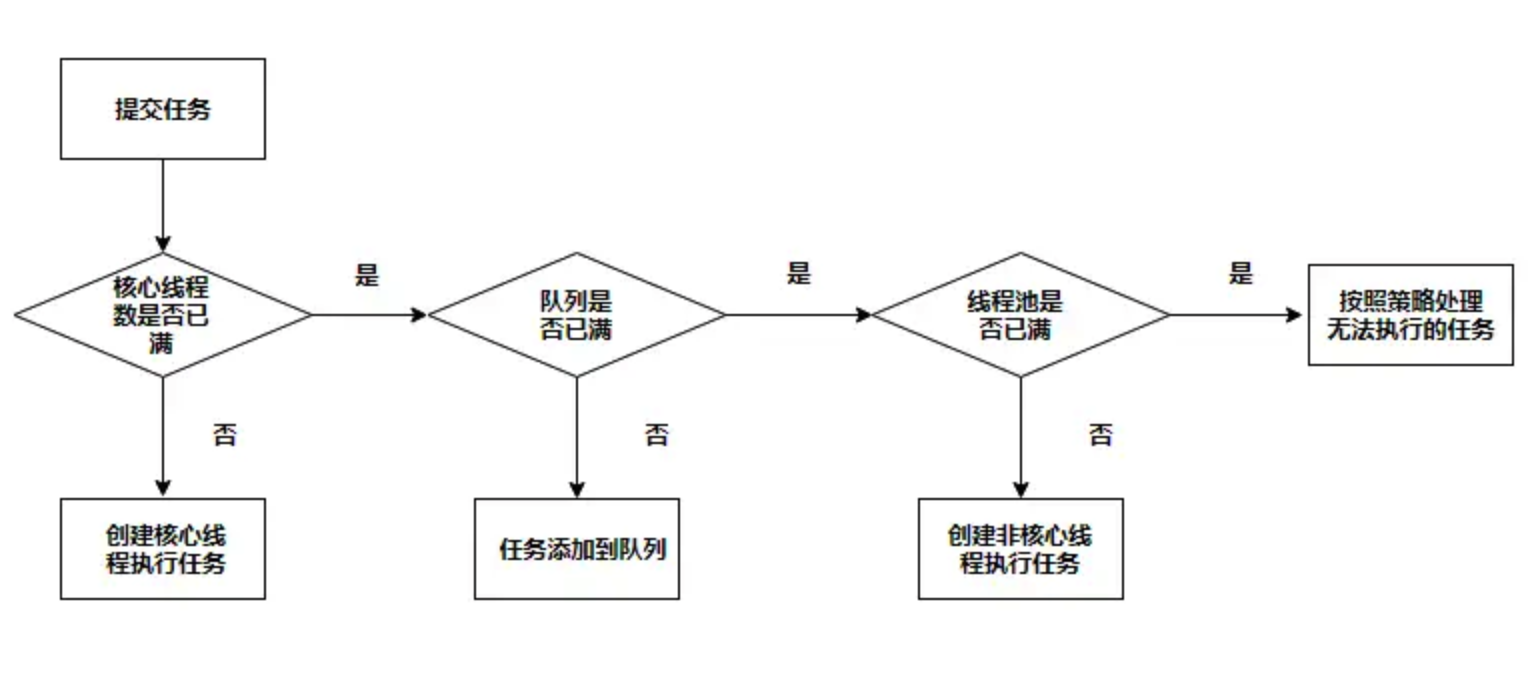 提交任务
核心线程
数是否已
满
是
队列是
否已满
是
线程池是
否已满
是
按照策略处理
无法执行的任务
否
否
否
创建核心线
程执行任务
任务添加到队列
创建非核心线
程执行任务